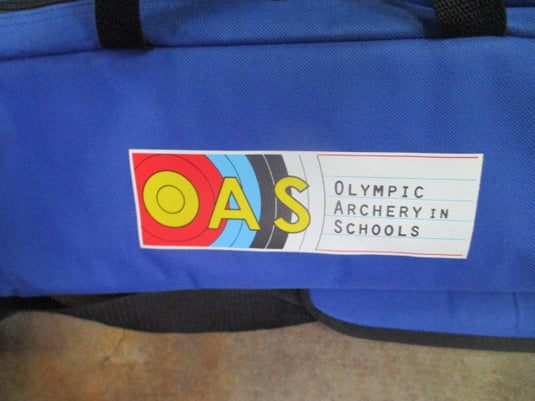 OAS
OLYMPIC
ARCHERY IN
SCHOOLS